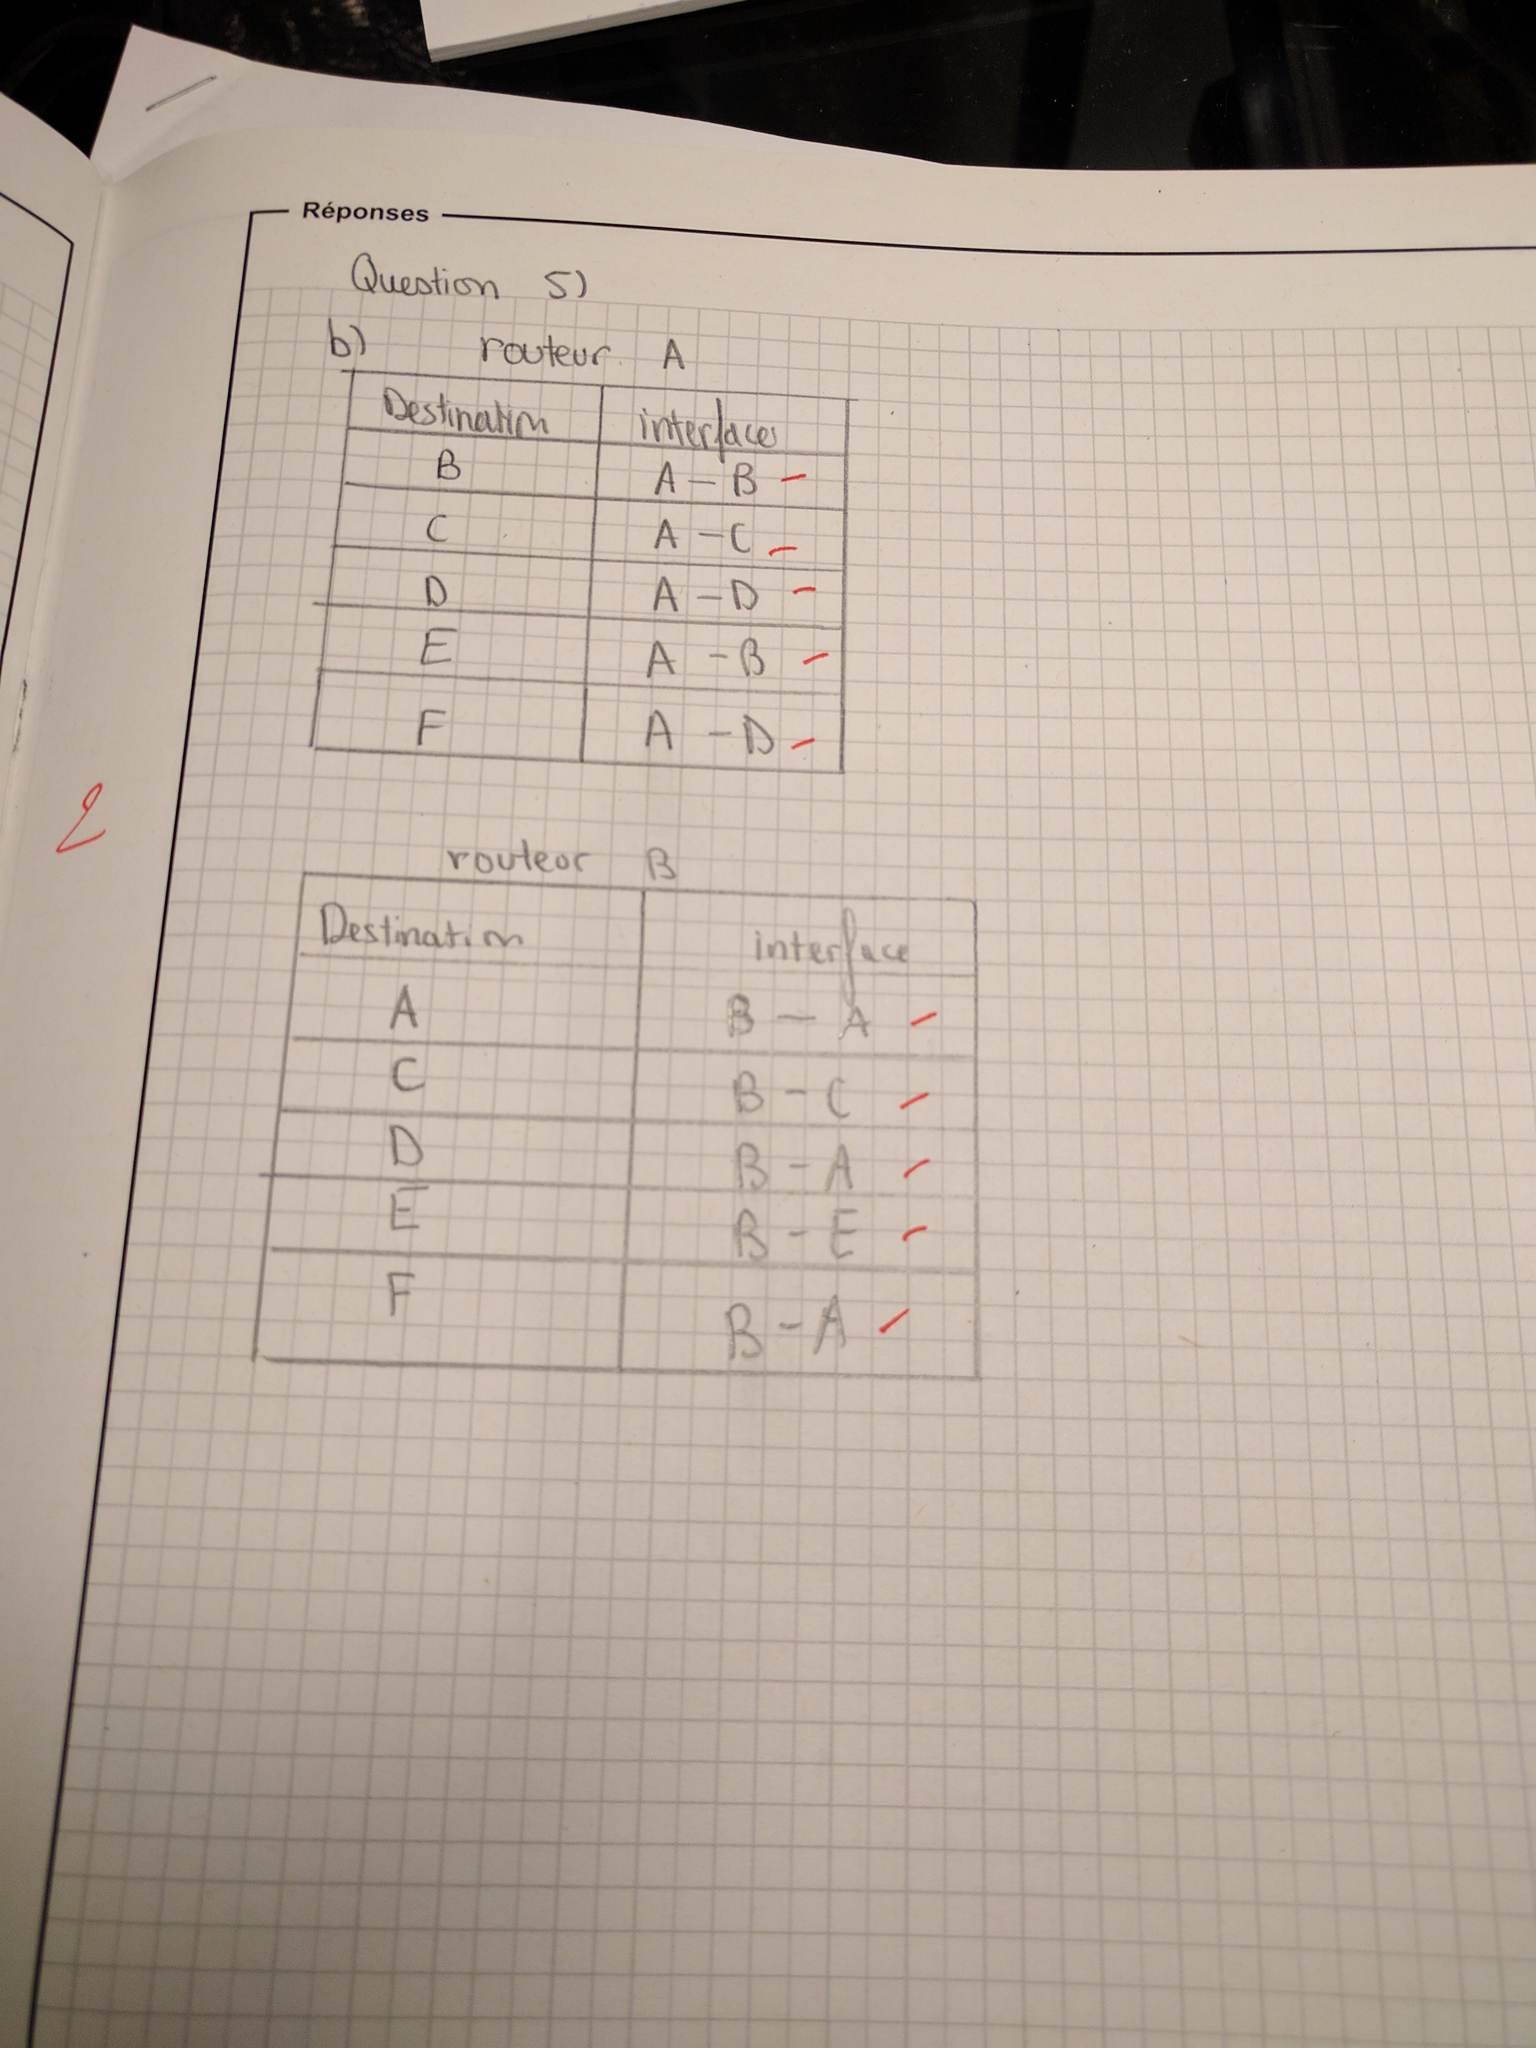 Réponses
Question 5)
b) routeur A
Destination interface
B A - B
C A - C
D A - D
E A - B
F A - D
2
routeur B
Destination interface
A B - A
C B - C
D B - A
E B - E
F B - A